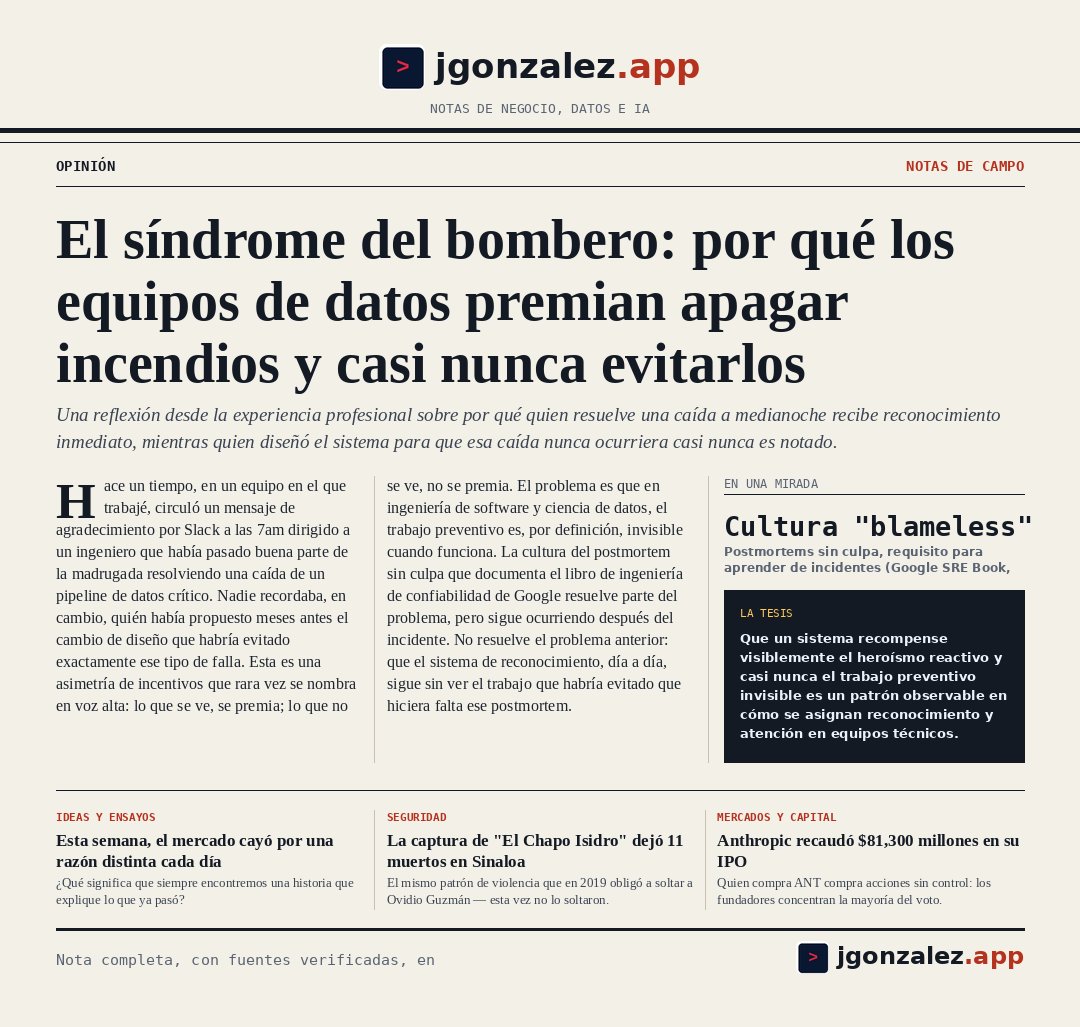 > jgonzalez.app
NOTAS DE NEGOCIO, DATOS E IA
OPINIÓN
NOTAS DE CAMPO
El síndrome del bombero: por qué los
equipos de datos premian apagar
incendios y casi nunca evitarlos
Una reflexión desde la experiencia profesional sobre por qué quien resuelve una caída a medianoche recibe reconocimiento
inmediato, mientras quien diseñó el sistema para que esa caída nunca ocurriera casi nunca es notado.
Hace un tiempo, en un equipo en el que
trabajé, circuló un mensaje de
agradecimiento por Slack a las 7am dirigido a
un ingeniero que había pasado buena parte de
la madrugada resolviendo una caída de un
pipeline de datos crítico. Nadie recordaba, en
cambio, quién había propuesto meses antes el
cambio de diseño que habría evitado
exactamente ese tipo de falla. Esta es una
asimetría de incentivos que rara vez se nombra
en voz alta: lo que se ve, se premia; lo que no
se ve, no se premia. El problema es que en
ingeniería de software y ciencia de datos, el
trabajo preventivo es, por definición, invisible
cuando funciona. La cultura del postmortem
sin culpa que documenta el libro de ingeniería
de confiabilidad de Google resuelve parte del
problema, pero sigue ocurriendo después del
incidente. No resuelve el problema anterior:
que el sistema de reconocimiento, día a día,
sigue sin ver el trabajo que habría evitado que
hiciera falta ese postmortem.
EN UNA MIRADA
Cultura "blameless"
Postmortems sin culpa, requisito para
aprender de incidentes (Google SRE Book,
LA TESIS
Que un sistema recompense
visiblemente el heroísmo reactivo y
casi nunca el trabajo preventivo
invisible es un patrón observable en
cómo se asignan reconocimiento y
atención en equipos técnicos.
IDEAS Y ENSAYOS
Esta semana, el mercado cayó por una
razón distinta cada día
¿Qué significa que siempre encontremos una historia que
explique lo que ya pasó?
SEGURIDAD
La captura de "El Chapo Isidro" dejó 11
muertos en Sinaloa
El mismo patrón de violencia que en 2019 obligó a soltar a
Ovidio Guzmán — esta vez no lo soltaron.
MERCADOS Y CAPITAL
Anthropic recaudó $81,300 millones en su
IPO
Quien compra ANT compra acciones sin control: los
fundadores concentran la mayoría del voto.
Nota completa, con fuentes verificadas, en
> jgonzalez.app